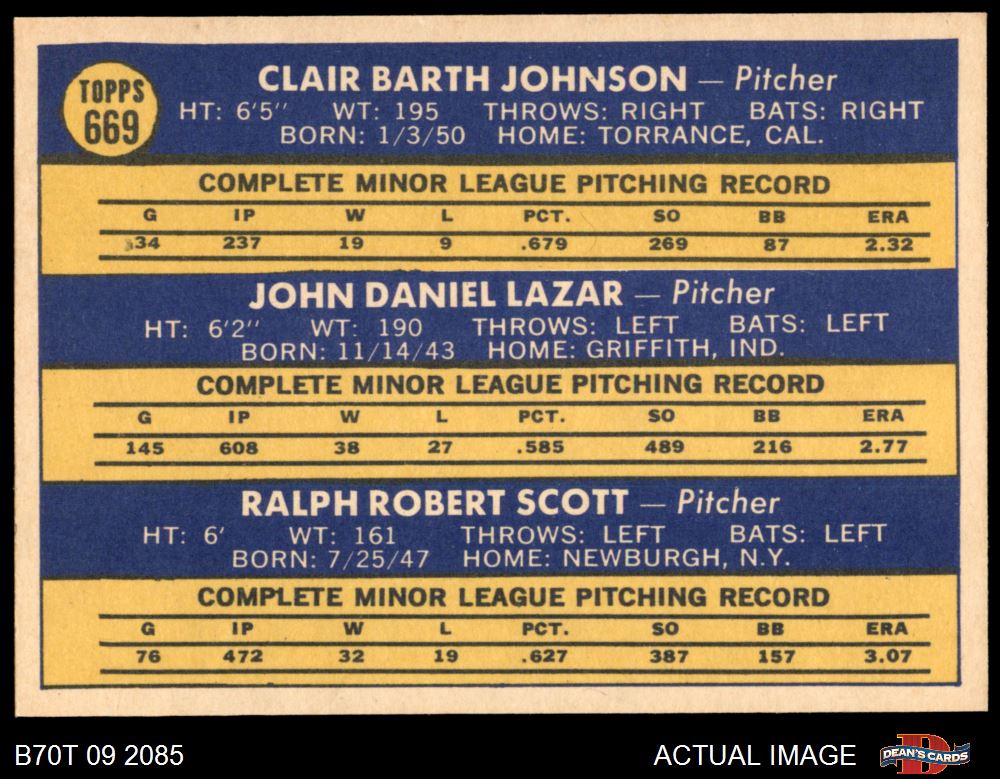 TOPPS
669
CLAIR BARTH JOHNSON — Pitcher
HT: 6'5" WT: 195 THROWS: RIGHT BATS: RIGHT
BORN: 1/3/50 HOME: TORRANCE, CAL.
COMPLETE MINOR LEAGUE PITCHING RECORD
G IP W L PCT. SO BB ERA
34 237 19 9 .679 269 87 2.32
JOHN DANIEL LAZAR — Pitcher
HT: 6'2" WT: 190 THROWS: LEFT BATS: LEFT
BORN: 11/14/43 HOME: GRIFFITH, IND.
COMPLETE MINOR LEAGUE PITCHING RECORD
G IP W L PCT. SO BB ERA
145 608 38 27 .585 489 216 2.77
RALPH ROBERT SCOTT — Pitcher
HT: 6' WT: 161 THROWS: LEFT BATS: LEFT
BORN: 7/25/47 HOME: NEWBURGH, N.Y.
COMPLETE MINOR LEAGUE PITCHING RECORD
G IP W L PCT. SO BB ERA
76 472 32 19 .627 387 157 3.07
B70T 09 2085 ACTUAL IMAGE DEAN'S CARDS